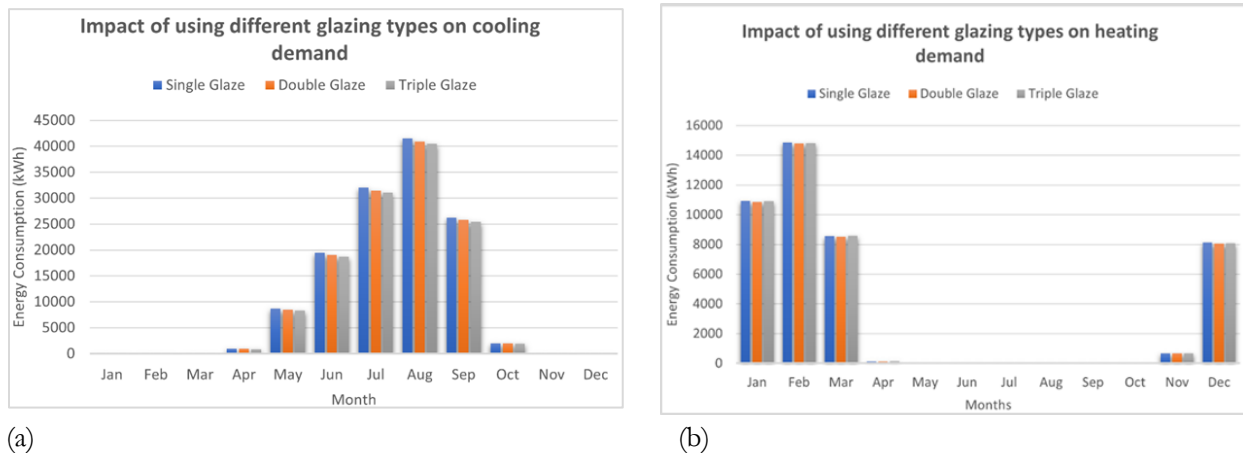 Impact of using different glazing types on cooling
demand
Single Glaze Double Glaze Triple Glaze
Energy Consumption (kWh)
45000
40000
35000
30000
25000
20000
15000
10000
5000
0
Jan Feb Mar Apr May Jun Jul Aug Sep Oct Nov Dec
Month
(a)
Impact of using different glazing types on heating
demand
Single Glaze Double Glaze Triple Glaze
Energy Consumption (kWh)
16000
14000
12000
10000
8000
6000
4000
2000
0
Jan Feb Mar Apr May Jun Jul Aug Sep Oct Nov Dec
Months
(b)